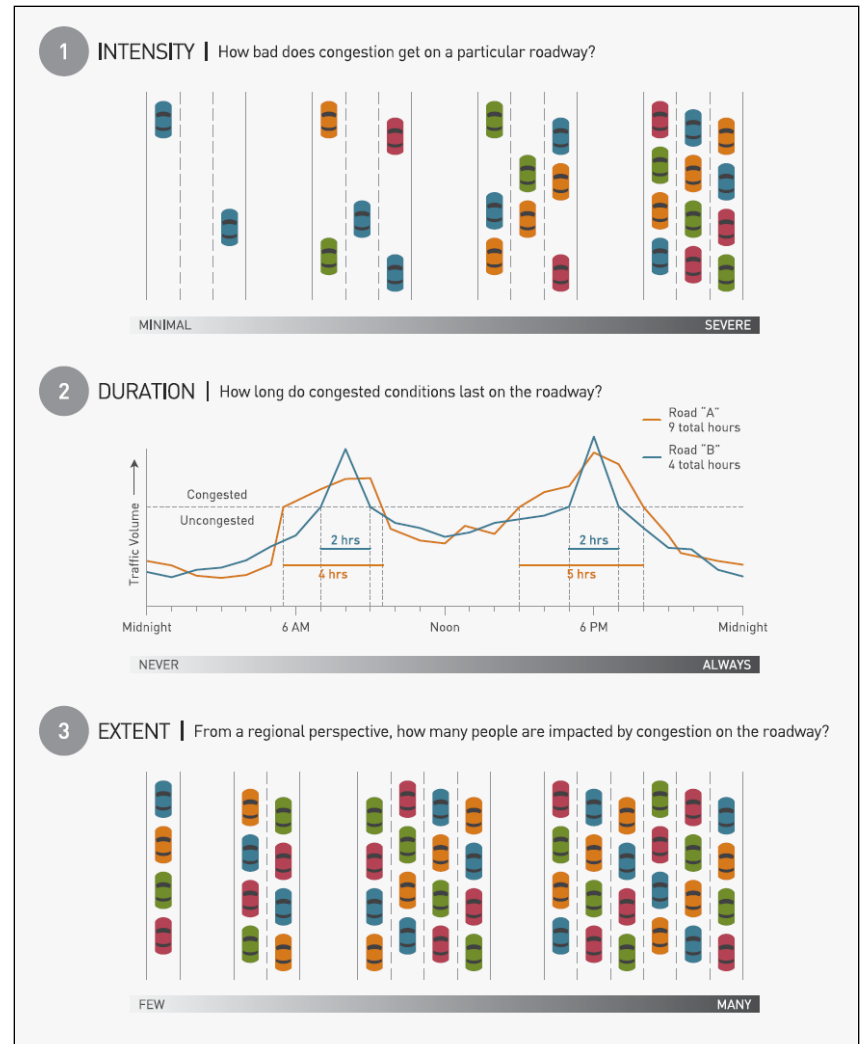 1 INTENSITY | How bad does congestion get on a particular roadway?
MINIMAL SEVERE
2 DURATION | How long do congested conditions last on the roadway?
Road "A"
9 total hours
Road "B"
4 total hours
Traffic Volume
Congested
Uncongested
2 hrs 2 hrs
4 hrs 5 hrs
Midnight 6 AM Noon 6 PM Midnight
NEVER ALWAYS
3 EXTENT | From a regional perspective, how many people are impacted by congestion on the roadway?
FEW MANY